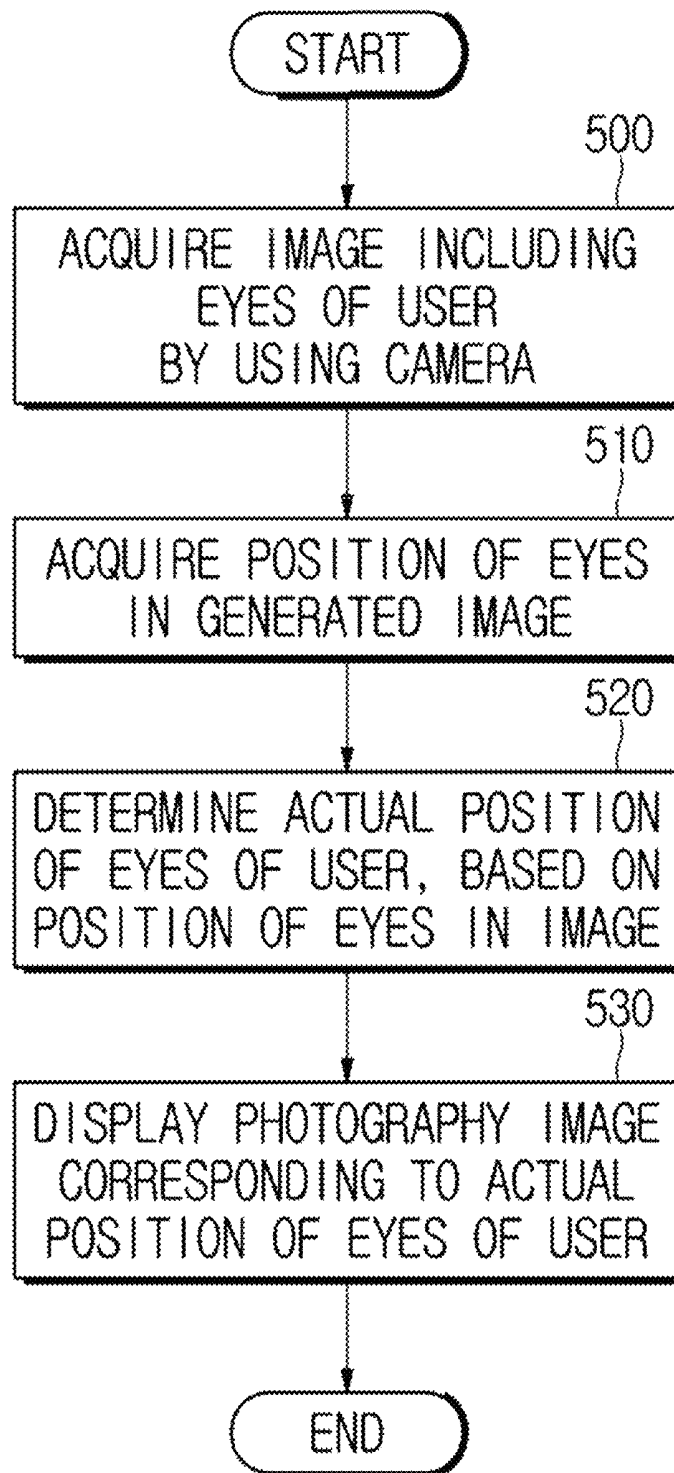 START
500
ACQUIRE IMAGE INCLUDING
EYES OF USER
BY USING CAMERA
510
ACQUIRE POSITION OF EYES
IN GENERATED IMAGE
520
DETERMINE ACTUAL POSITION
OF EYES OF USER, BASED ON
POSITION OF EYES IN IMAGE
530
DISPLAY PHOTOGRAPHY IMAGE
CORRESPONDING TO ACTUAL
POSITION OF EYES OF USER
END